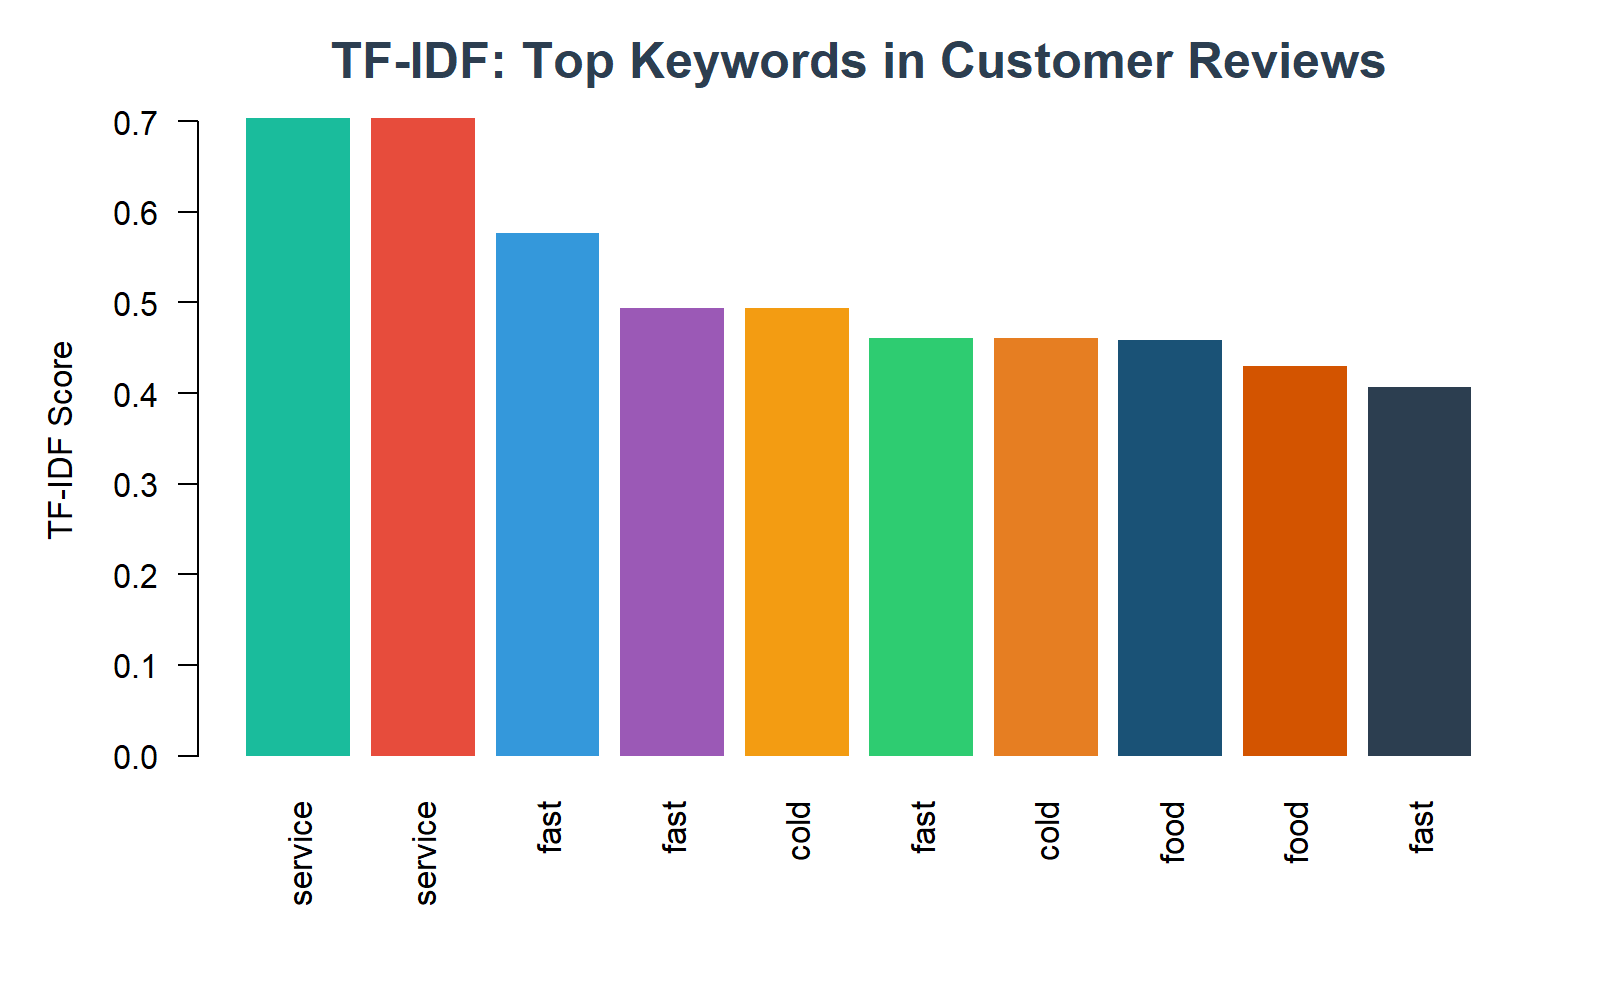 TF-IDF: Top Keywords in Customer Reviews
TF-IDF Score
0.7
0.6
0.5
0.4
0.3
0.2
0.1
0.0
service
service
fast
fast
cold
fast
cold
food
food
fast